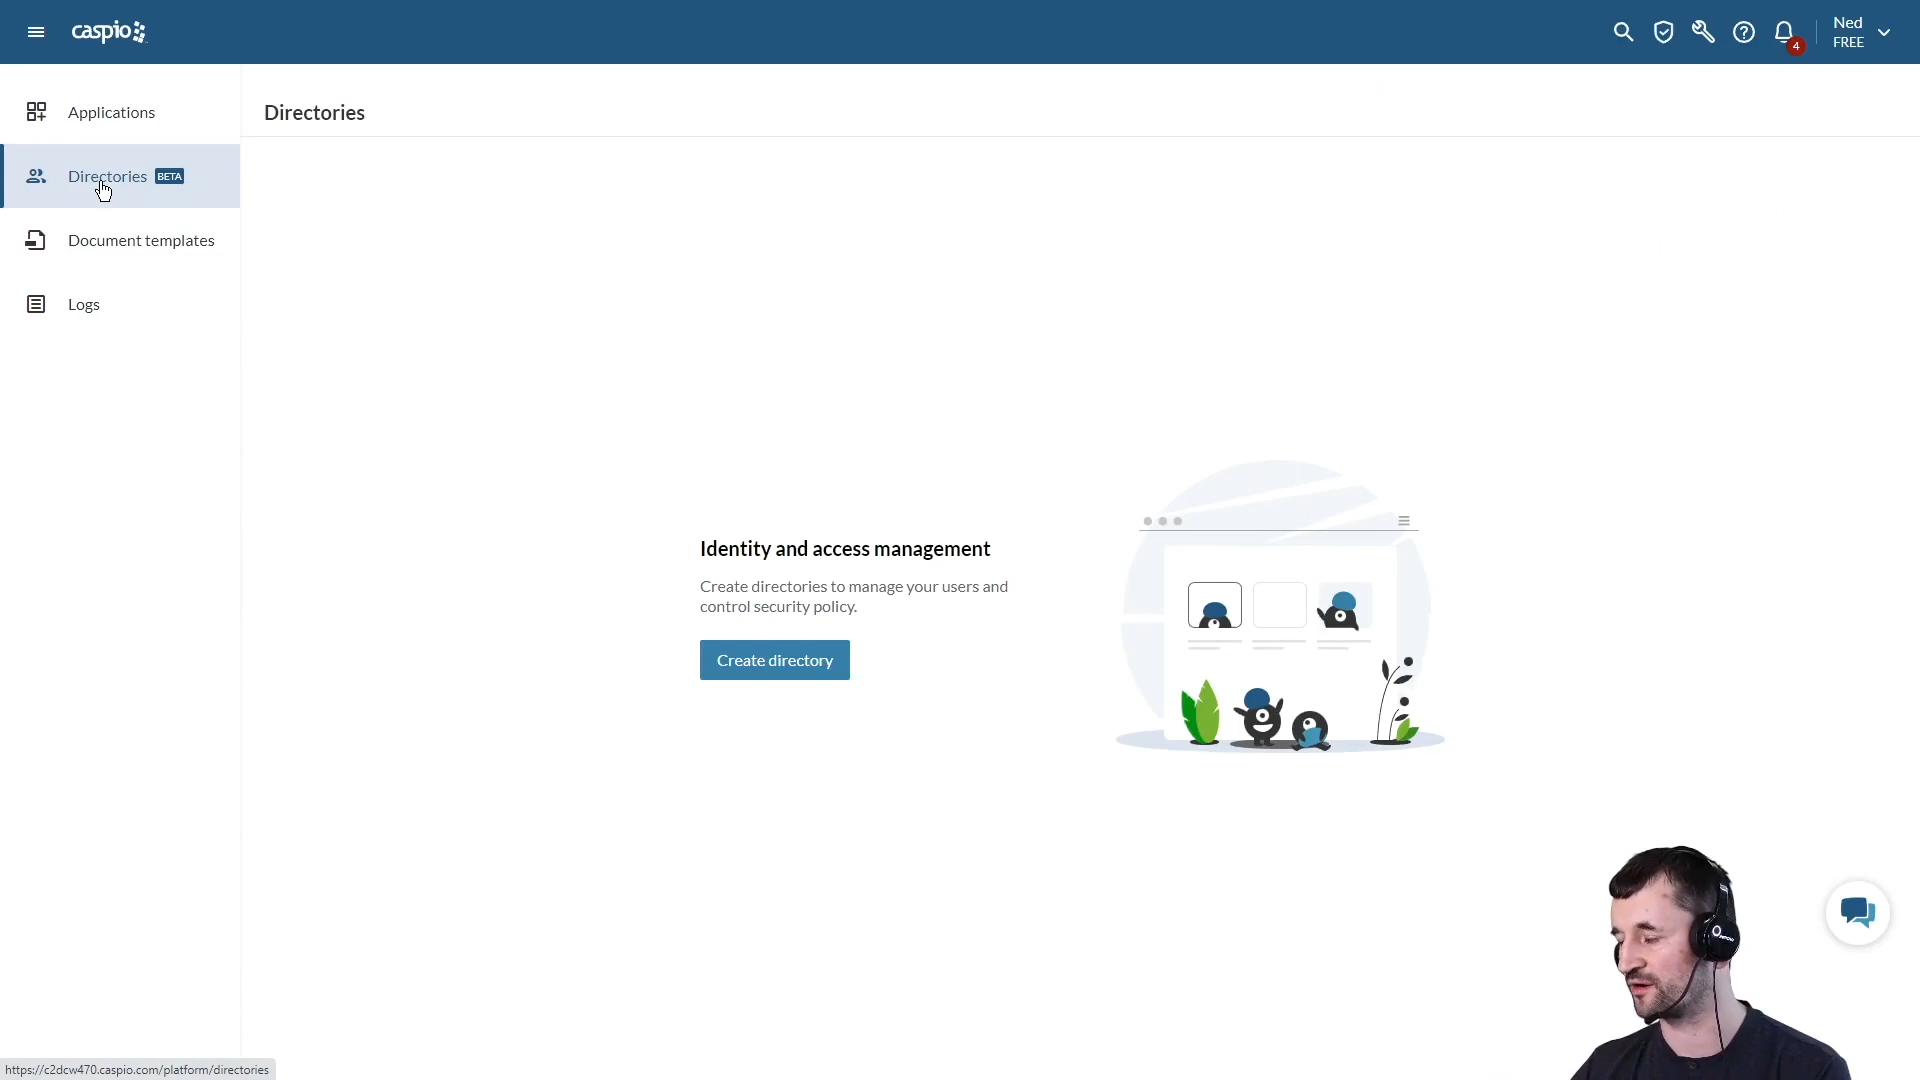 caspio
Ned
FREE
4
Applications
Directories BETA
Document templates
Logs
Directories
Identity and access management
Create directories to manage your users and
control security policy.
Create directory
https://c2dcw470.caspio.com/platform/directories